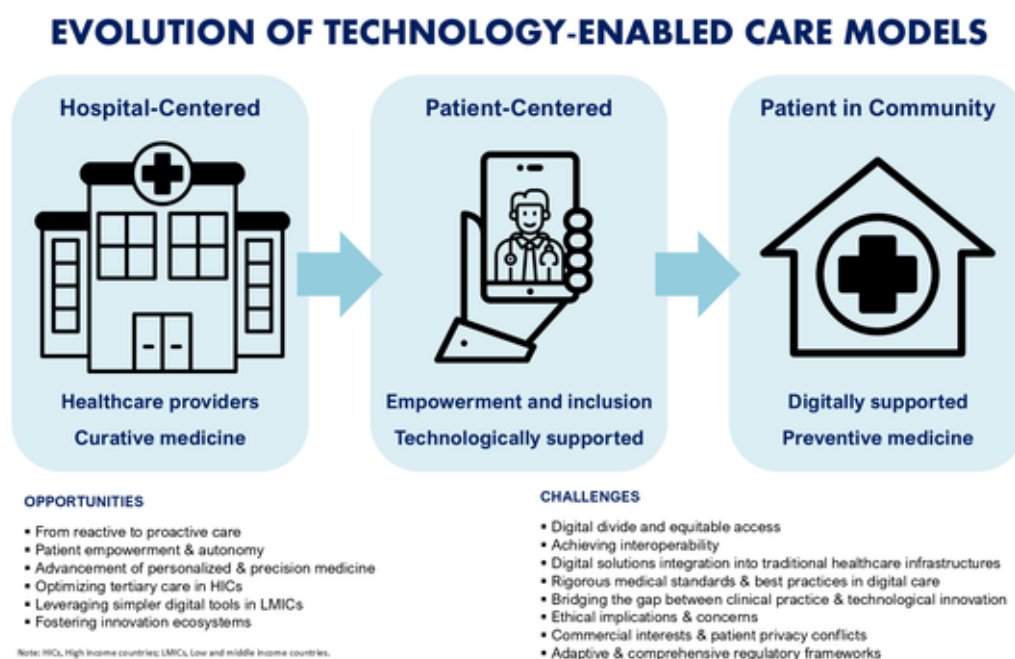 EVOLUTION OF TECHNOLOGY-ENABLED CARE MODELS
Hospital-Centered
Healthcare providers
Curative medicine
Patient-Centered
Empowerment and inclusion
Technologically supported
Patient in Community
Digitally supported
Preventive medicine
OPPORTUNITIES
▪ From reactive to proactive care
▪ Patient empowerment & autonomy
▪ Advancement of personalized & precision medicine
▪ Optimizing tertiary care in HICs
▪ Leveraging simpler digital tools in LMICs
▪ Fostering innovation ecosystems
Note: HICs, High income countries; LMICs, Low and middle income countries.
CHALLENGES
▪ Digital divide and equitable access
▪ Achieving interoperability
▪ Digital solutions integration into traditional healthcare infrastructures
▪ Rigorous medical standards & best practices in digital care
▪ Bridging the gap between clinical practice & technological innovation
▪ Ethical implications & concerns
▪ Commercial interests & patient privacy conflicts
▪ Adaptive & comprehensive regulatory frameworks